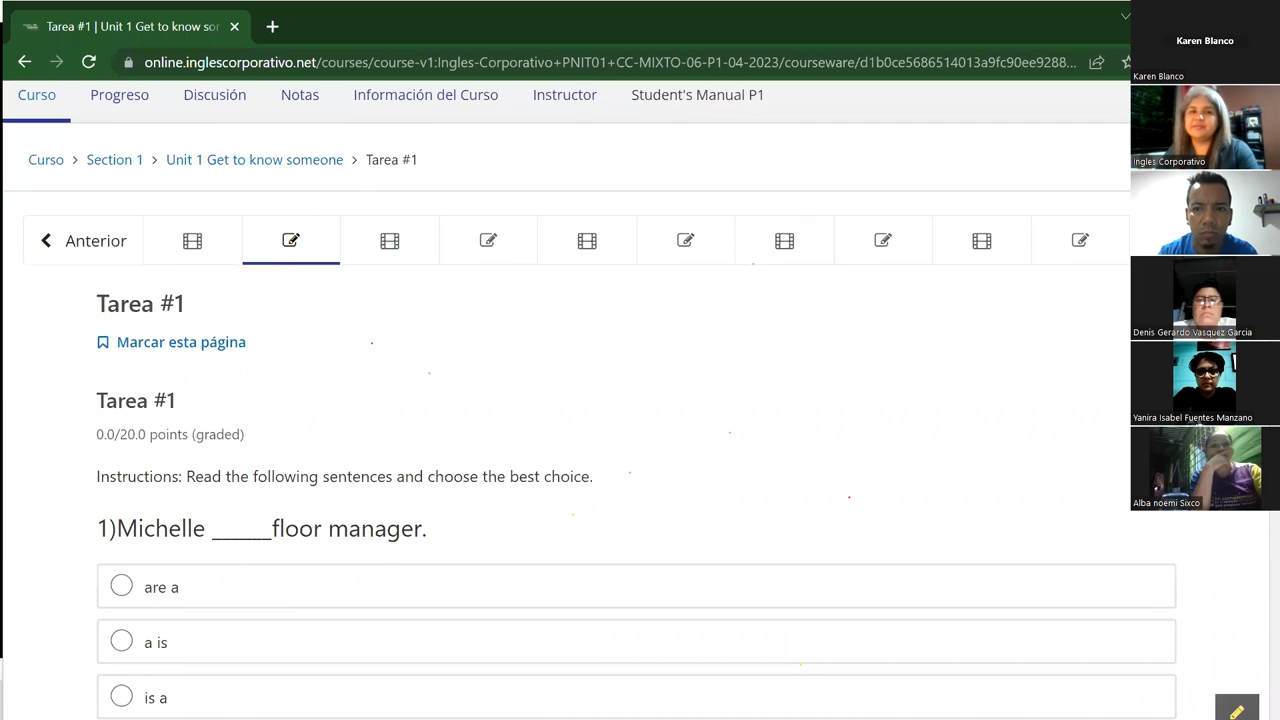 Tarea #1 | Unit 1 Get to know sor
online.inglescorporativo.net/courses/course-v1:Ingles-Corporativo+PNIT01+CC-MIXTO-06-P1-04-2023/courseware/d1b0ce5686514013a9fc90ee9288...
Curso Progreso Discusión Notas Información del Curso Instructor Student's Manual P1
Curso > Section 1 > Unit 1 Get to know someone > Tarea #1
Anterior
Tarea #1
Marcar esta página
Tarea #1
0.0/20.0 points (graded)
Instructions: Read the following sentences and choose the best choice.
1)Michelle ______floor manager.
are a
a is
is a
Karen Blanco
Karen Blanco
Ingles Corporativo
Denis Gerardo Vasquez Garcia
Yanira Isabel Fuentes Manzano
Alba noemi Sixco